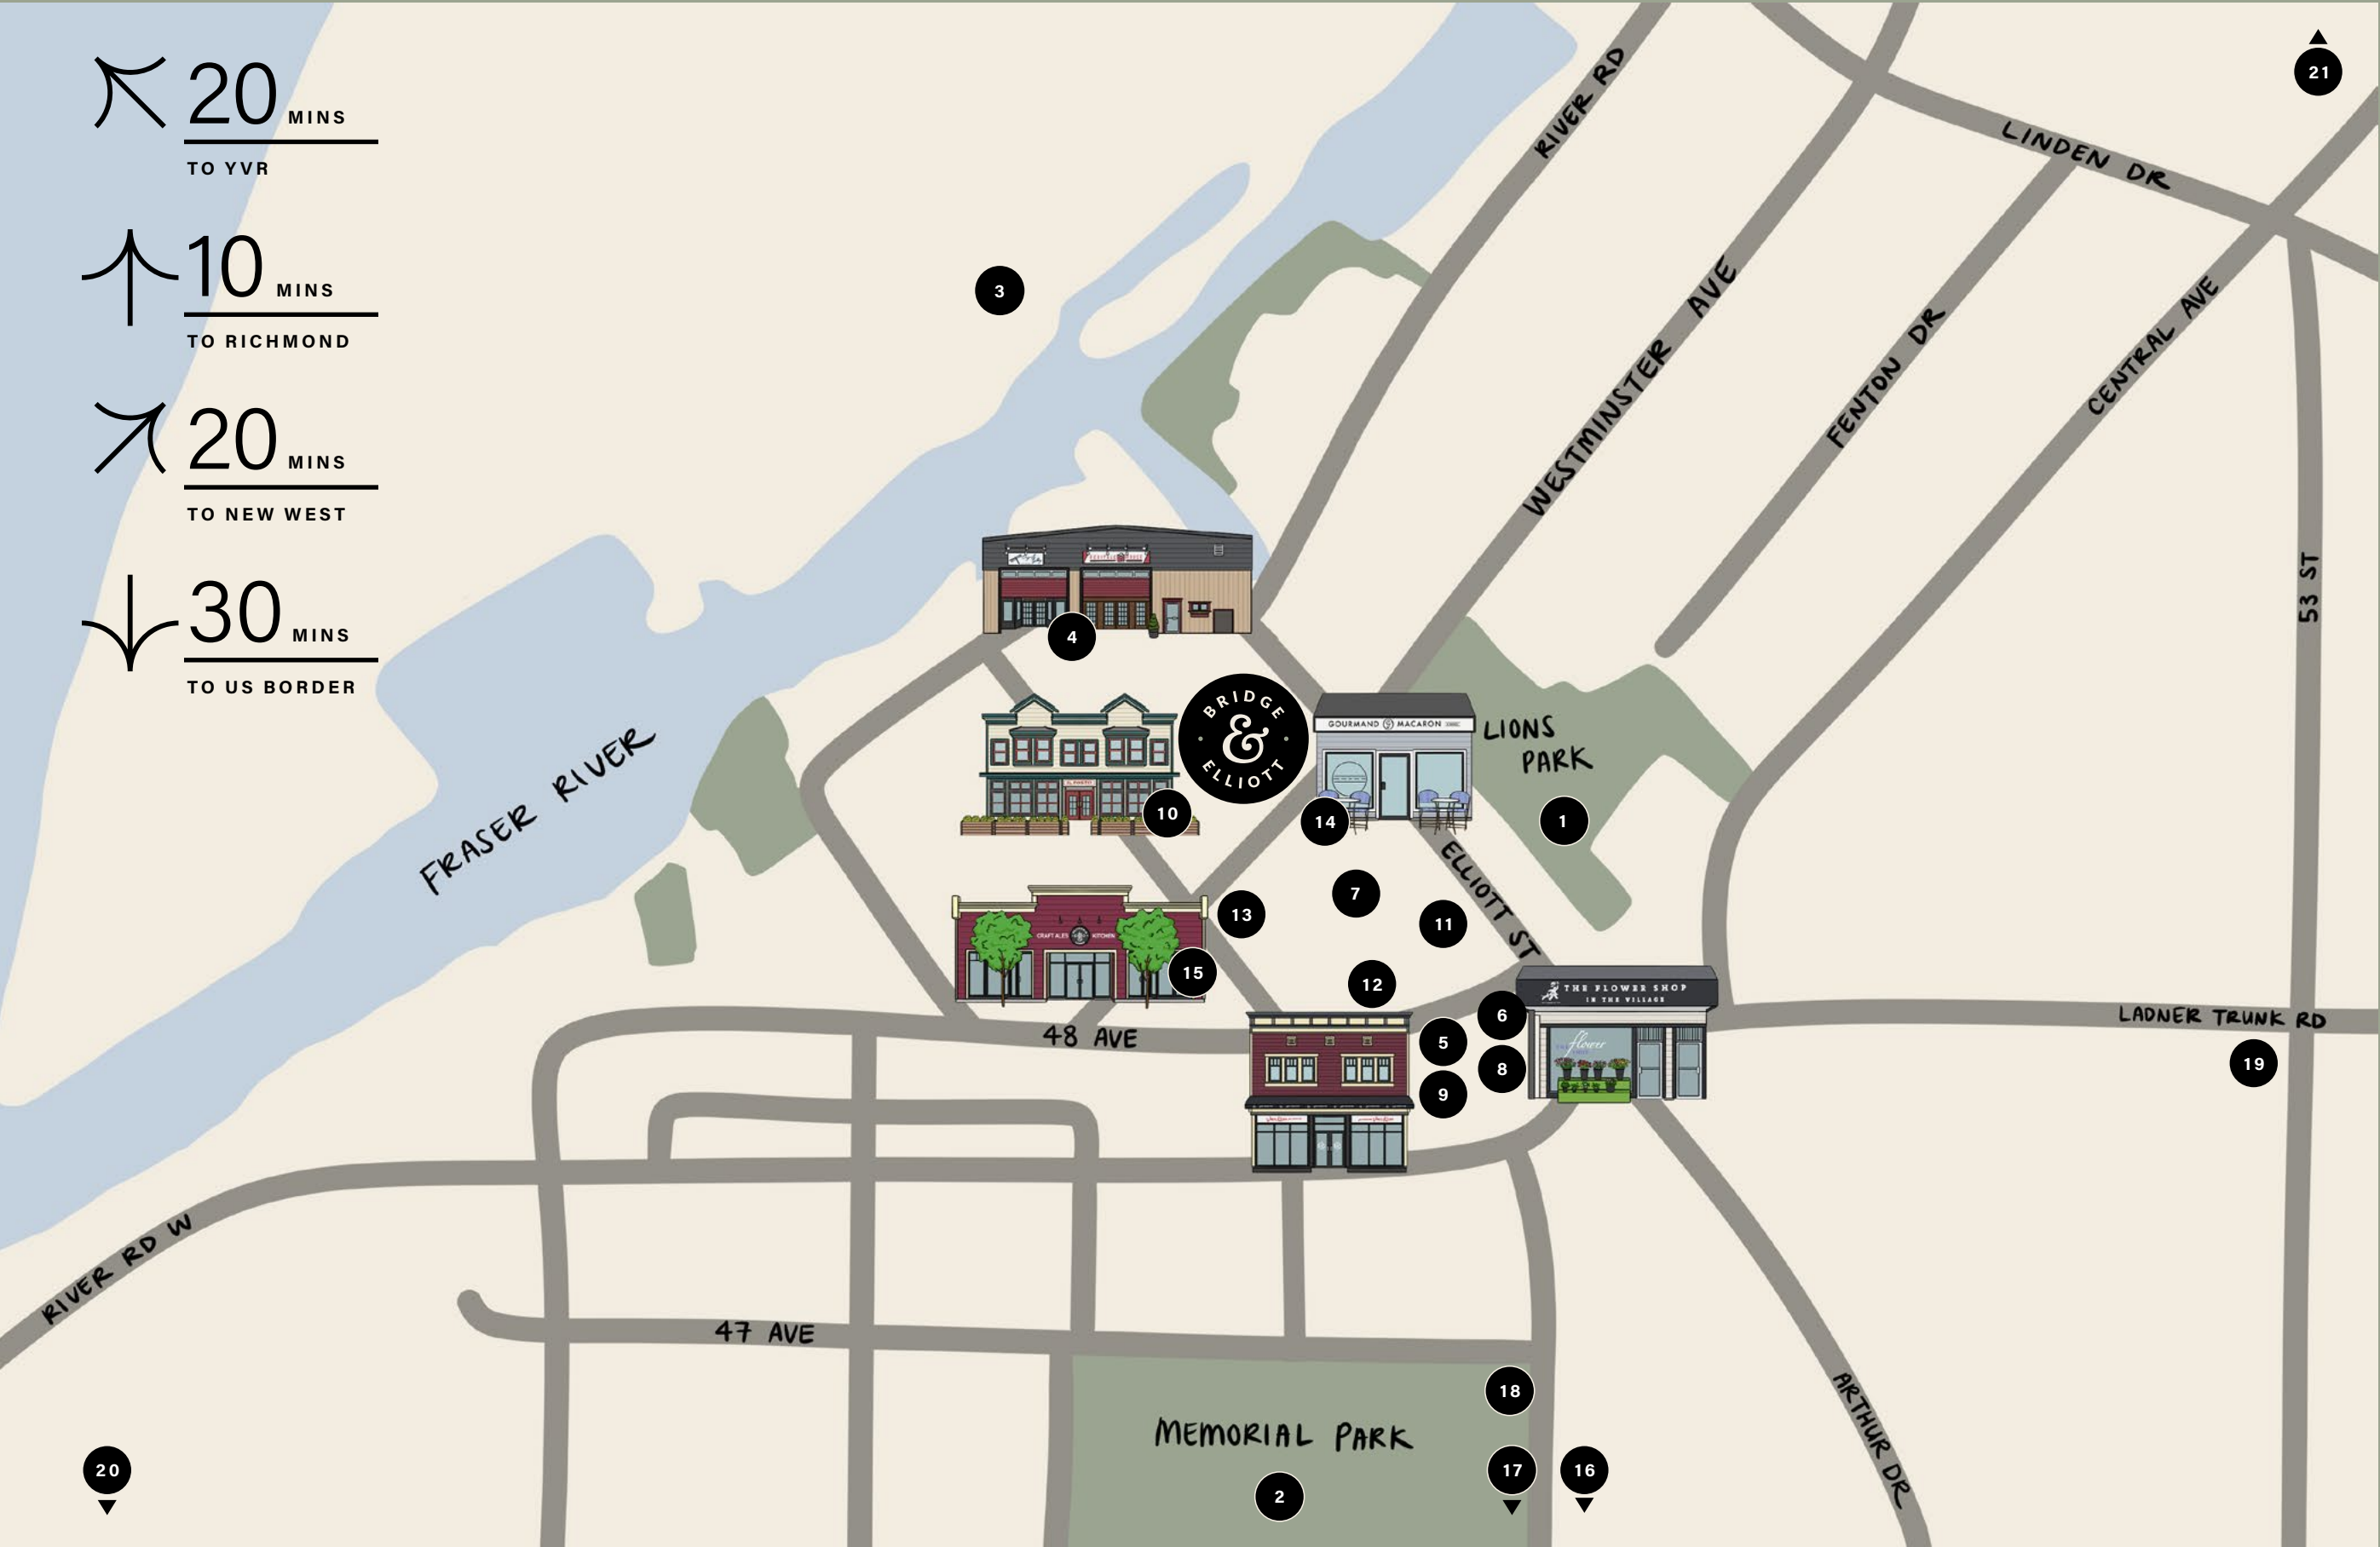 20 MINS
TO YVR
10 MINS
TO RICHMOND
20 MINS
TO NEW WEST
30 MINS
TO US BORDER
21
RIVER RD
LINDEN DR
WESTMINSTER AVE
FENTON DR
CENTRAL AVE
53 ST
3
4
BRIDGE
&
ELLIOTT
GOURMAND G MACARON
LIONS
PARK
10
14
1
FRASER RIVER
ELLIOTT ST
7
13
11
CRAFT ALES KITCHEN
15
12
THE FLOWER SHOP
IN THE VILLAGE
flower
6
48 AVE
5
8
9
LADNER TRUNK RD
19
RIVER RD W
47 AVE
18
MEMORIAL PARK
ARTHUR DR
20
2
17
16